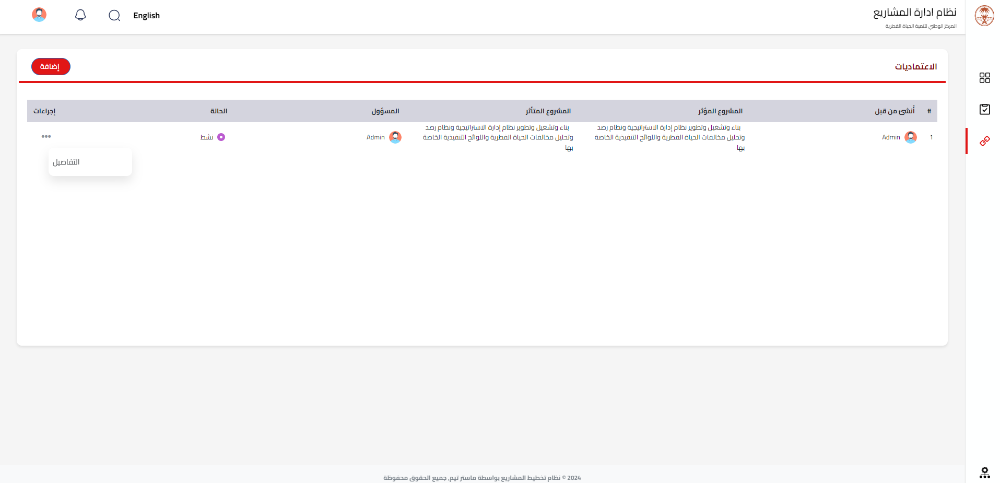 نظام ادارة المشاريع
المركز الوطني لتنمية الحياة الفطرية
English
الاعتماديات
إضافة
# أُنشئ من قبل المشروع المؤثر المشروع المتأثر المسؤول الحالة إجراءات
1 Admin
بناء وتشغيل وتطوير نظام إدارة الاستراتيجية ونظام رصد
وتحليل مخالفات الحياة الفطرية واللوائح التنفيذية الخاصة
بها
بناء وتشغيل وتطوير نظام إدارة الاستراتيجية ونظام رصد
وتحليل مخالفات الحياة الفطرية واللوائح التنفيذية الخاصة
بها
Admin
نشط
•••
التفاصيل
2024 © نظام تخطيط المشاريع بواسطة ماستر تيم, جميع الحقوق محفوظة